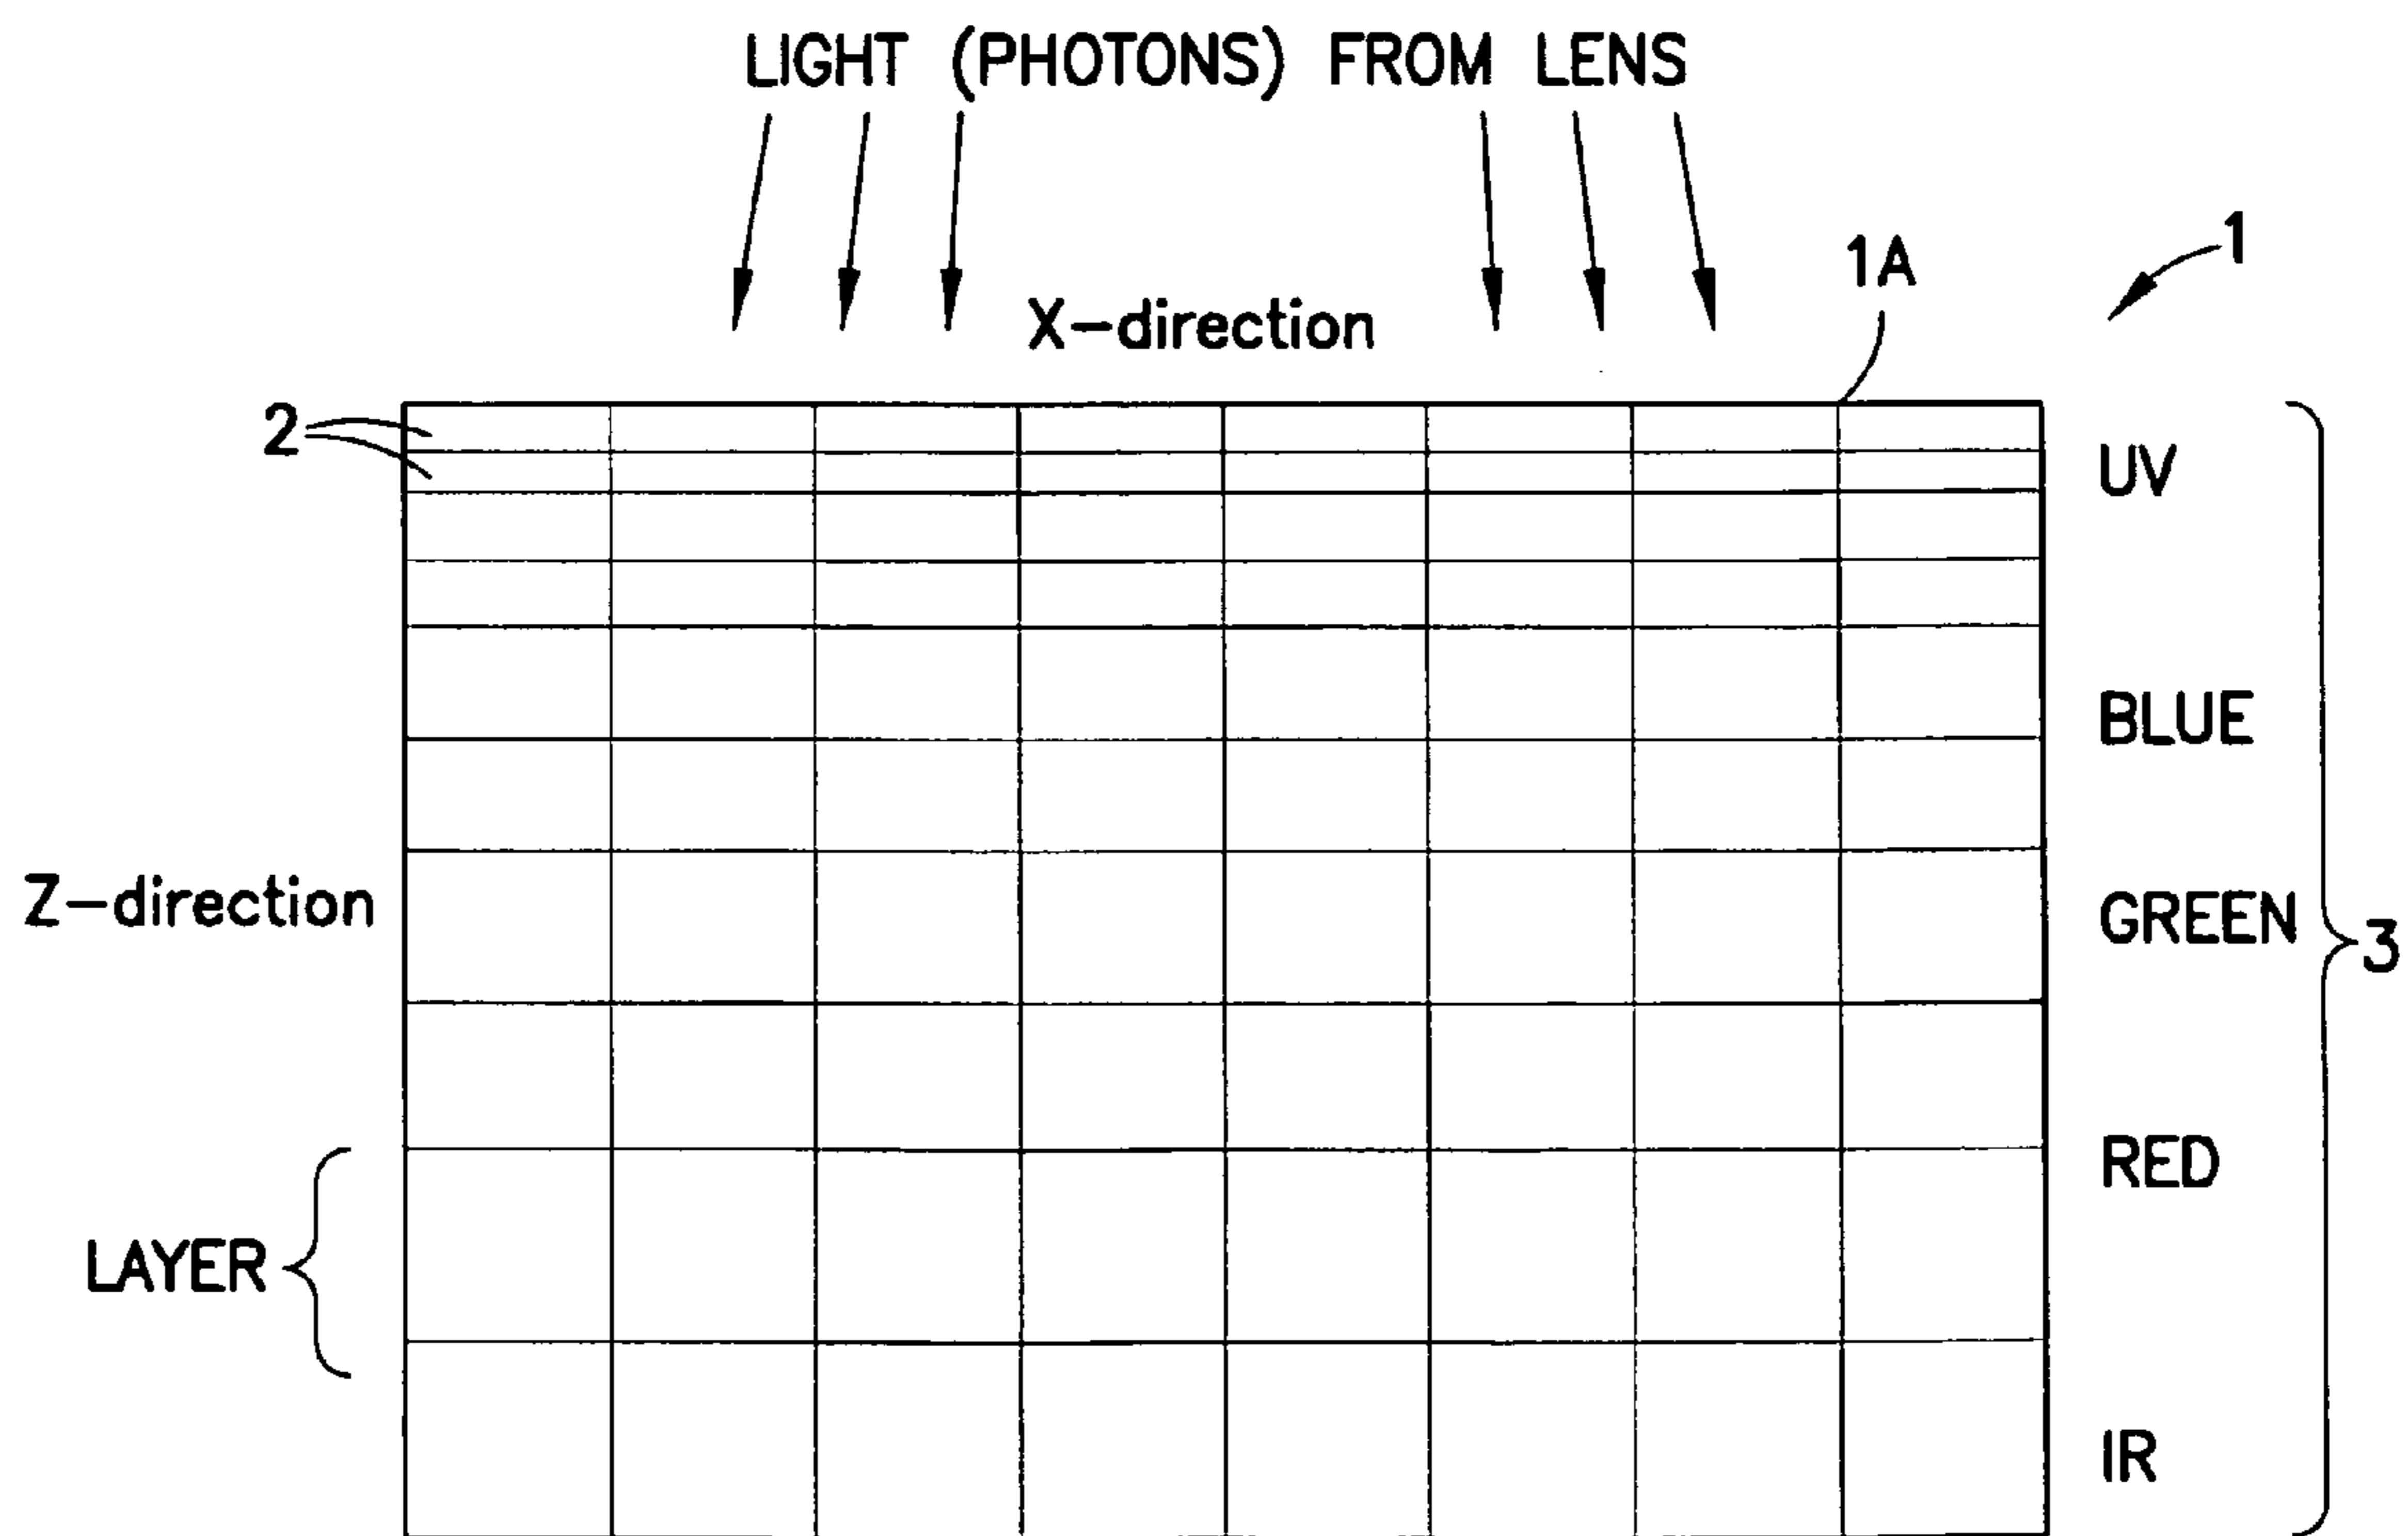 LIGHT (PHOTONS) FROM LENS
1
1A
X-direction
2
UV
BLUE
Z-direction
GREEN
3
RED
LAYER
IR